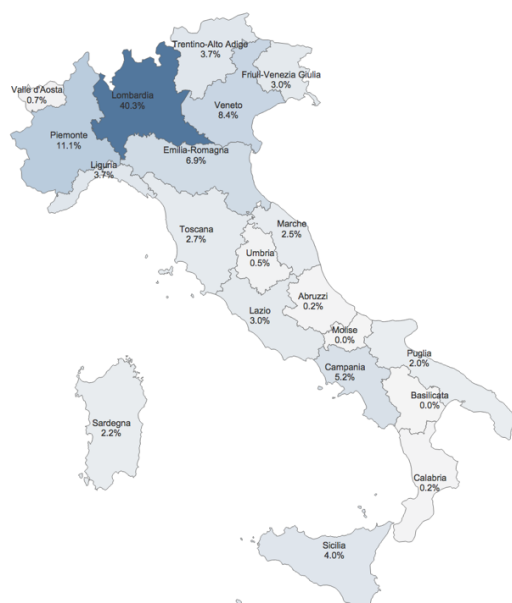 Trentino-Alto Adige
3.7%
Friuli-Venezia Giulia
3.0%
Valle d'Aosta
0.7%
Lombardia
40.3%
Veneto
8.4%
Piemonte
11.1%
Emilia-Romagna
6.9%
Liguria
3.7%
Toscana
2.7%
Marche
2.5%
Umbria
0.5%
Abruzzi
0.2%
Lazio
3.0%
Molise
0.0%
Puglia
2.0%
Campania
5.2%
Basilicata
0.0%
Sardegna
2.2%
Calabria
0.2%
Sicilia
4.0%